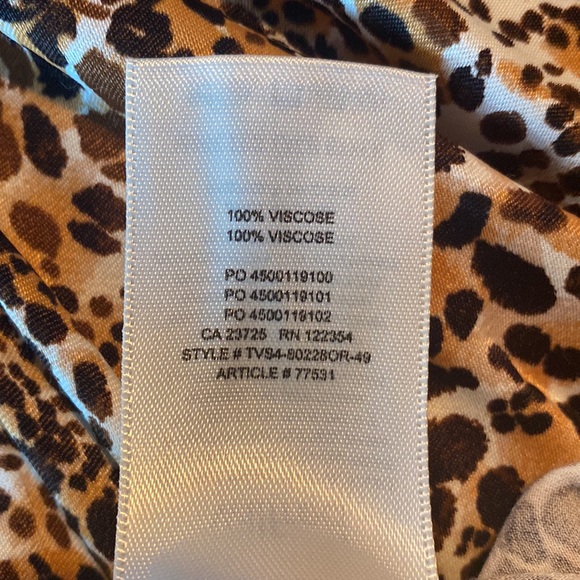 100% VISCOSE
100% VISCOSE
PO 4500119100
PO 4500119101
PO 4500119102
CA 23725 RN 122354
STYLE # TVS4-80228OR-49
ARTICLE # 77531